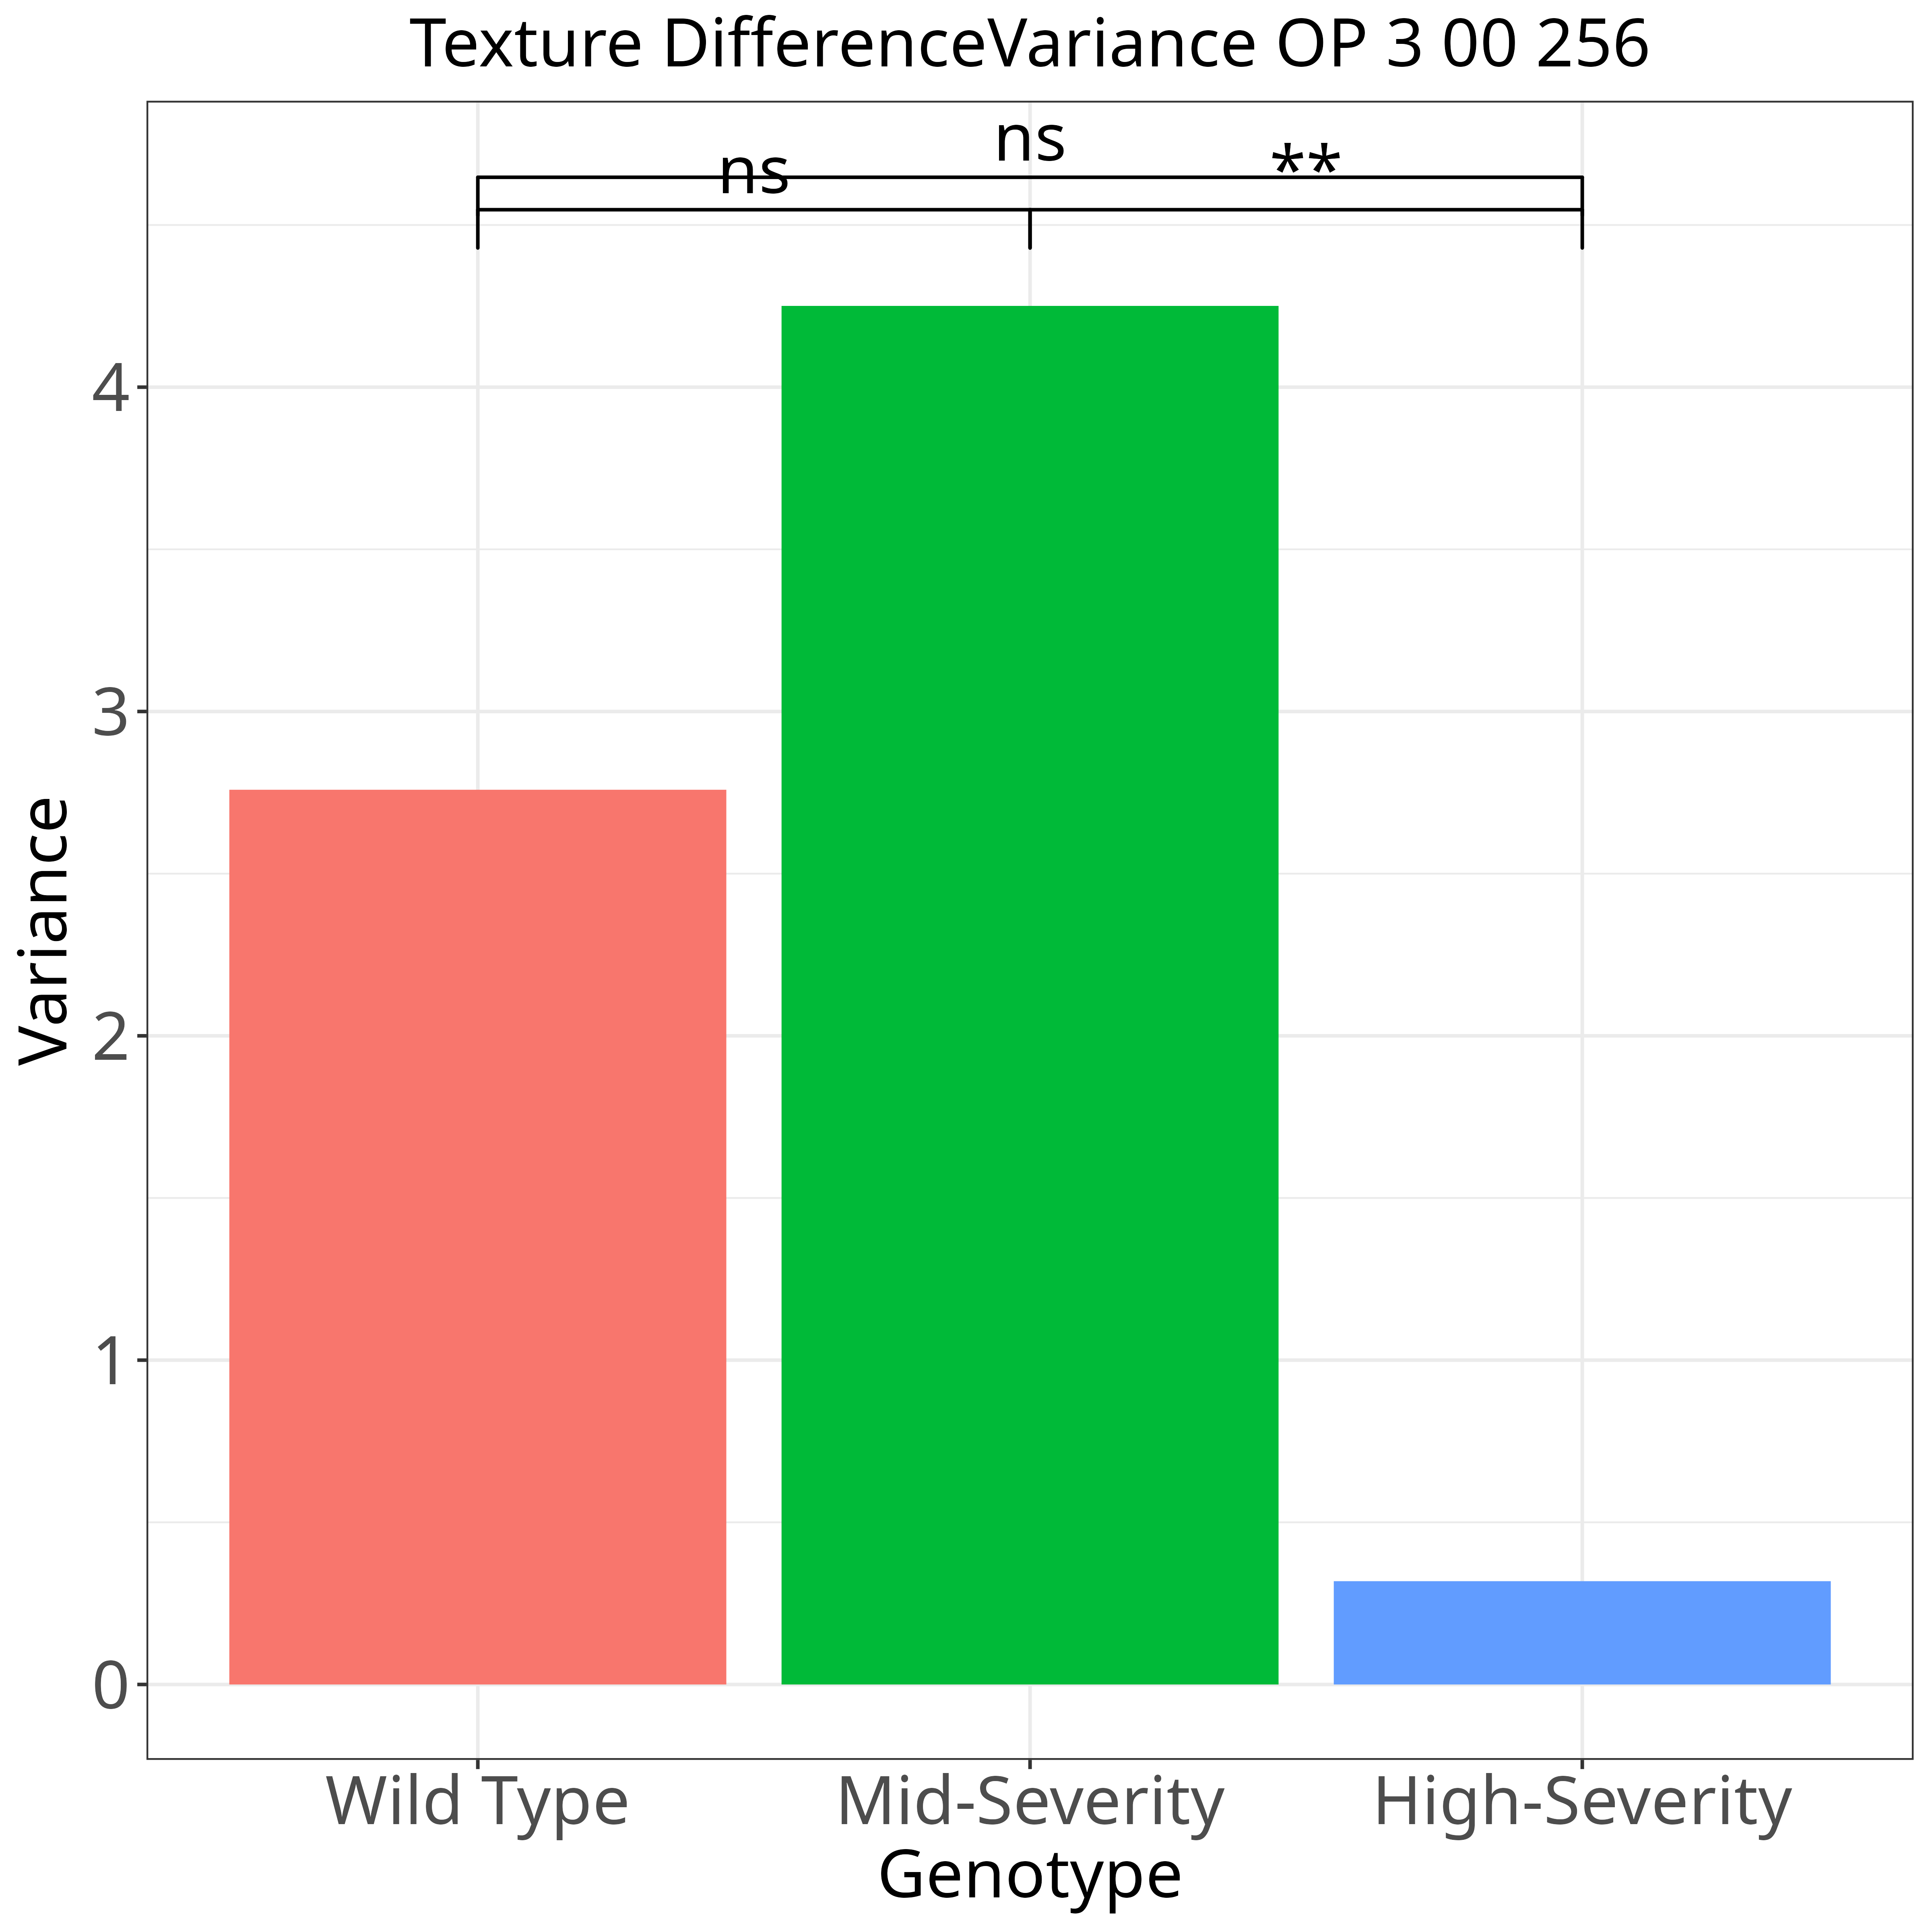 Texture DifferenceVariance OP 3 00 256
ns
ns
**
4
3
2
1
0
Variance
Wild Type
Mid-Severity
High-Severity
Genotype